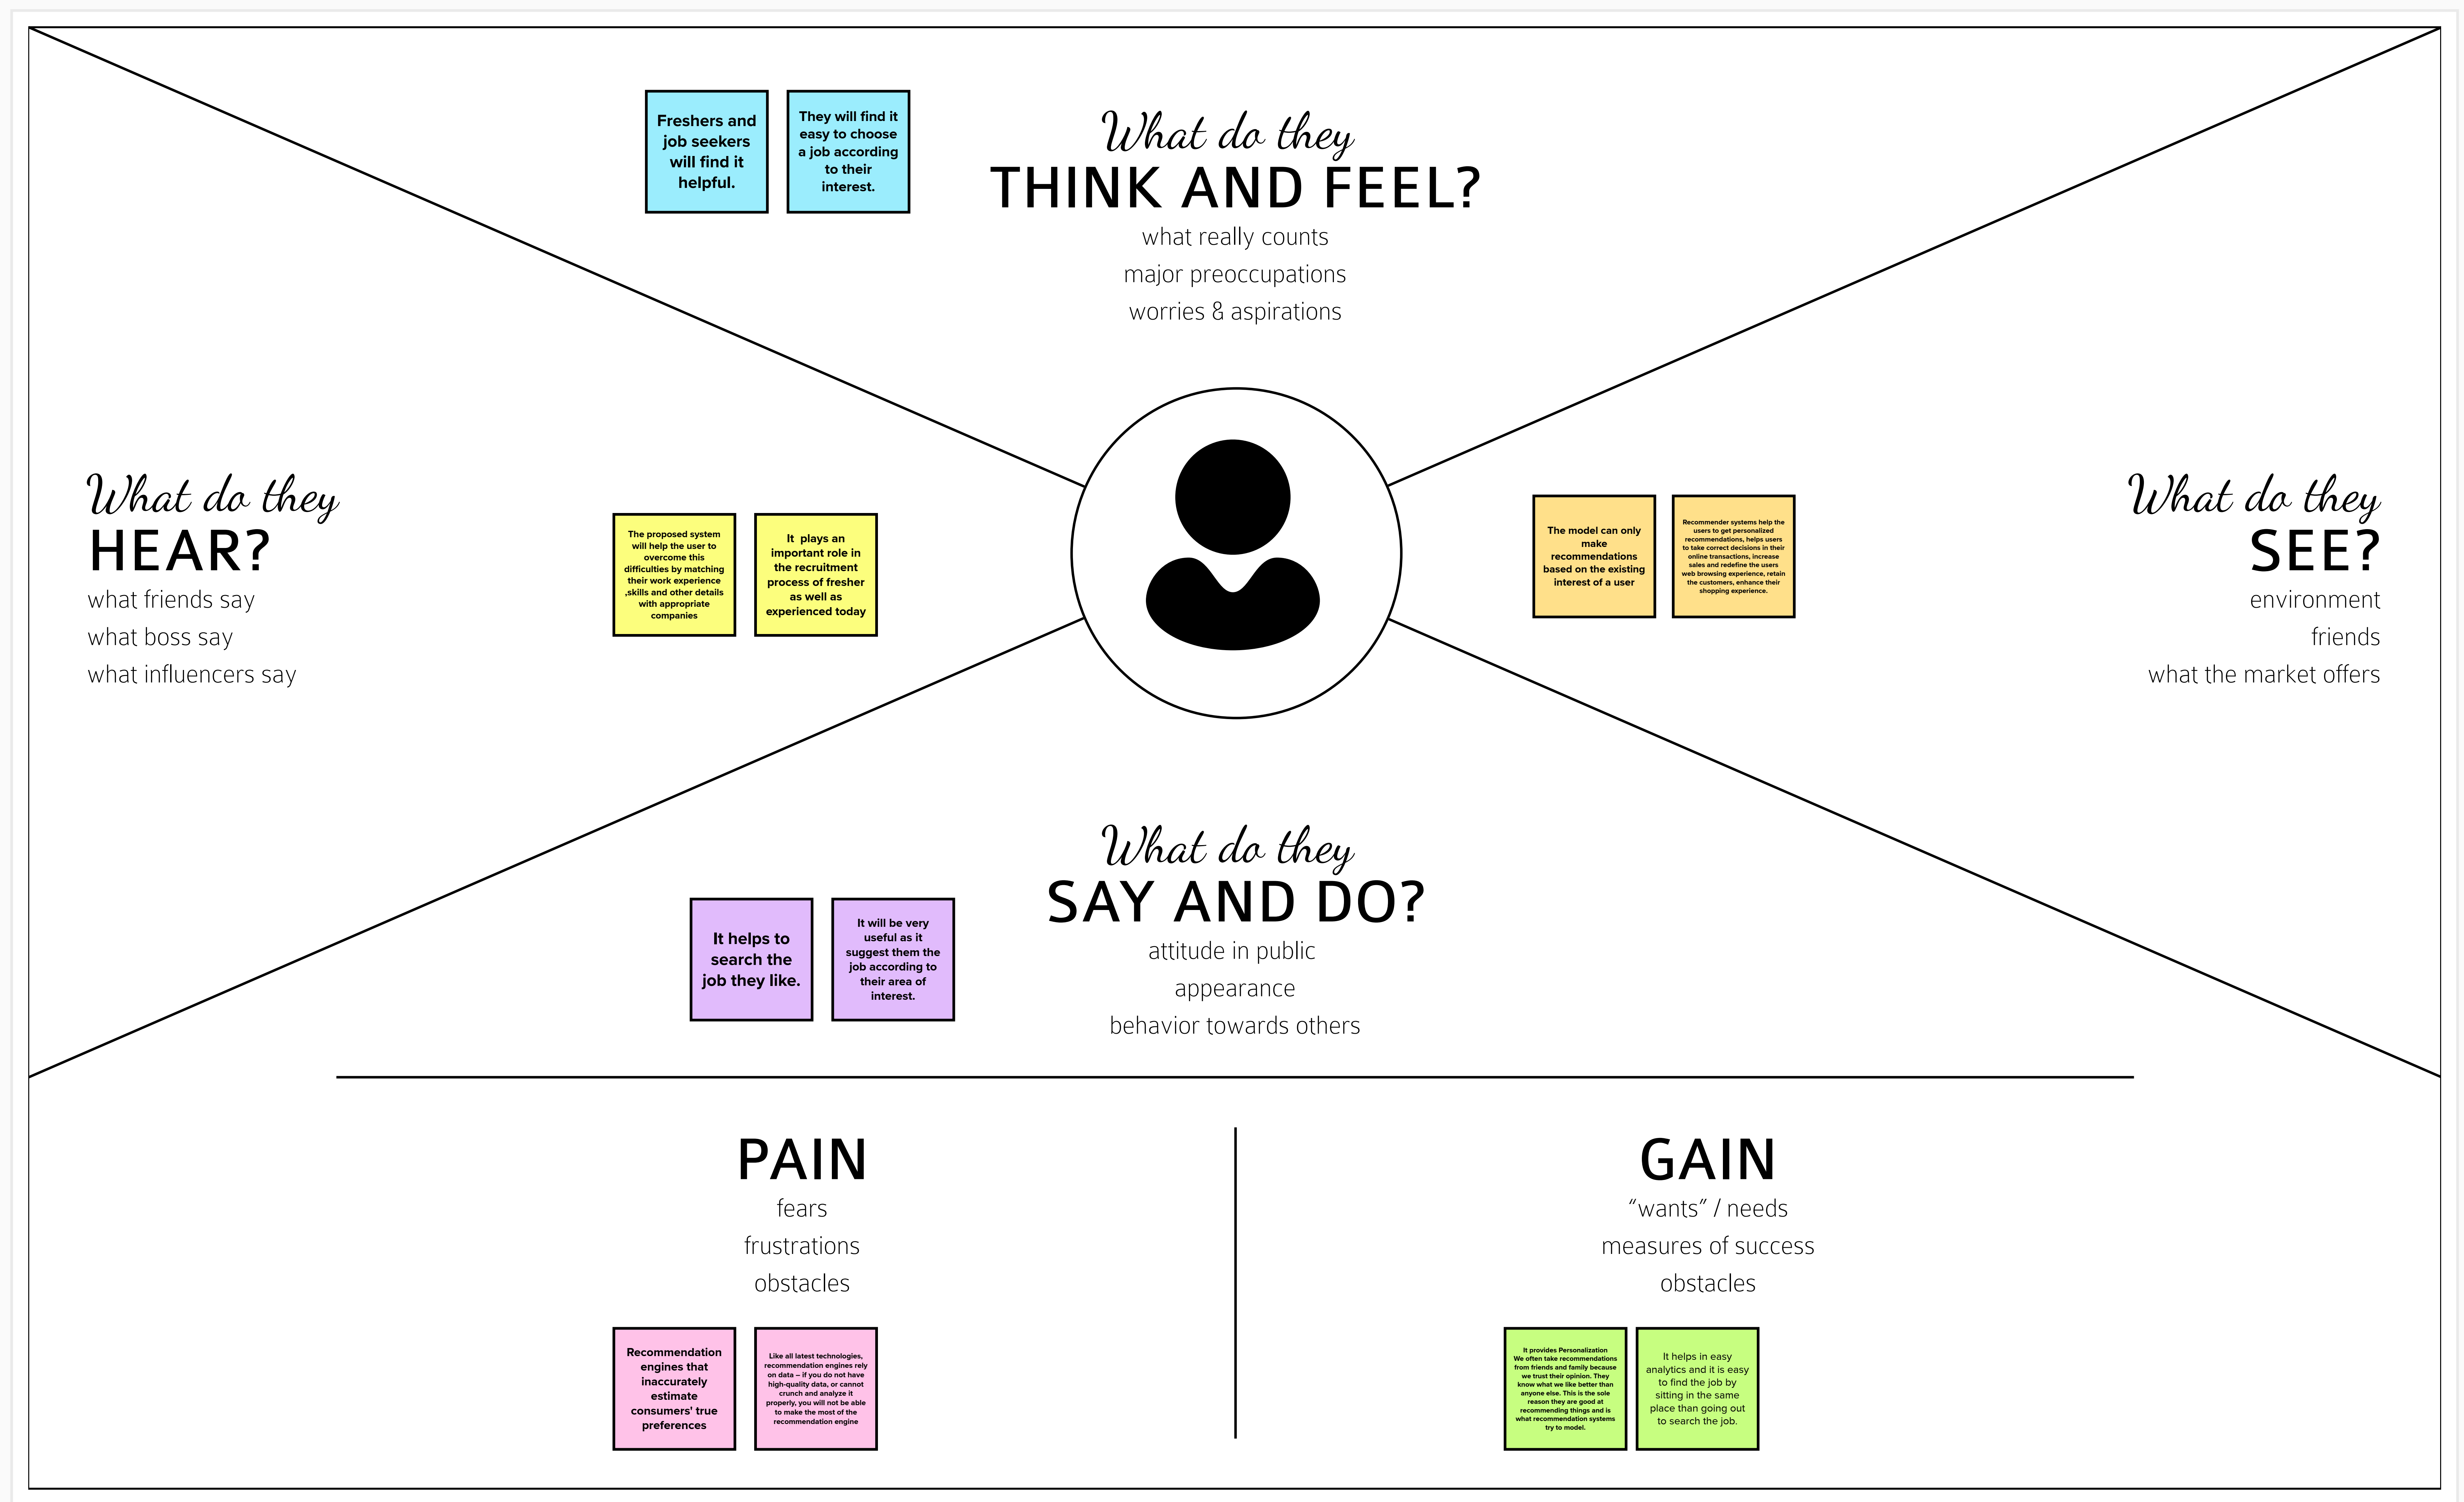 Freshers and
job seekers
will find it
helpful.
They will find it
easy to choose
a job according
to their
interest.
What do they
THINK AND FEEL?
what really counts
major preoccupations
worries & aspirations
What do they
HEAR?
what friends say
what boss say
what influencers say
The proposed system
will help the user to
overcome this
difficulties by matching
their work experience
,skills and other details
with appropriate
companies
It plays an
important role in
the recruitment
process of fresher
as well as
experienced today
The model can only
make
recommendations
based on the existing
interest of a user
Recommender systems help the
users to get personalized
recommendations, helps users
to take correct decisions in their
online transactions, increase
sales and redefine the users
web browsing experience, retain
the customers, enhance their
shopping experience.
What do they
SEE?
environment
friends
what the market offers
It helps to
search the
job they like.
It will be very
useful as it
suggest them the
job according to
their area of
interest.
What do they
SAY AND DO?
attitude in public
appearance
behavior towards others
PAIN
fears
frustrations
obstacles
Recommendation
engines that
inaccurately
estimate
consumers' true
preferences
Like all latest technologies,
recommendation engines rely
on data – if you do not have
high-quality data, or cannot
crunch and analyze it
properly, you will not be able
to make the most of the
recommendation engine
GAIN
“wants” / needs
measures of success
obstacles
It provides Personalization
We often take recommendations
from friends and family because
we trust their opinion. They
know what we like better than
anyone else. This is the sole
reason they are good at
recommending things and is
what recommendation systems
try to model.
It helps in easy
analytics and it is easy
to find the job by
sitting in the same
place than going out
to search the job.